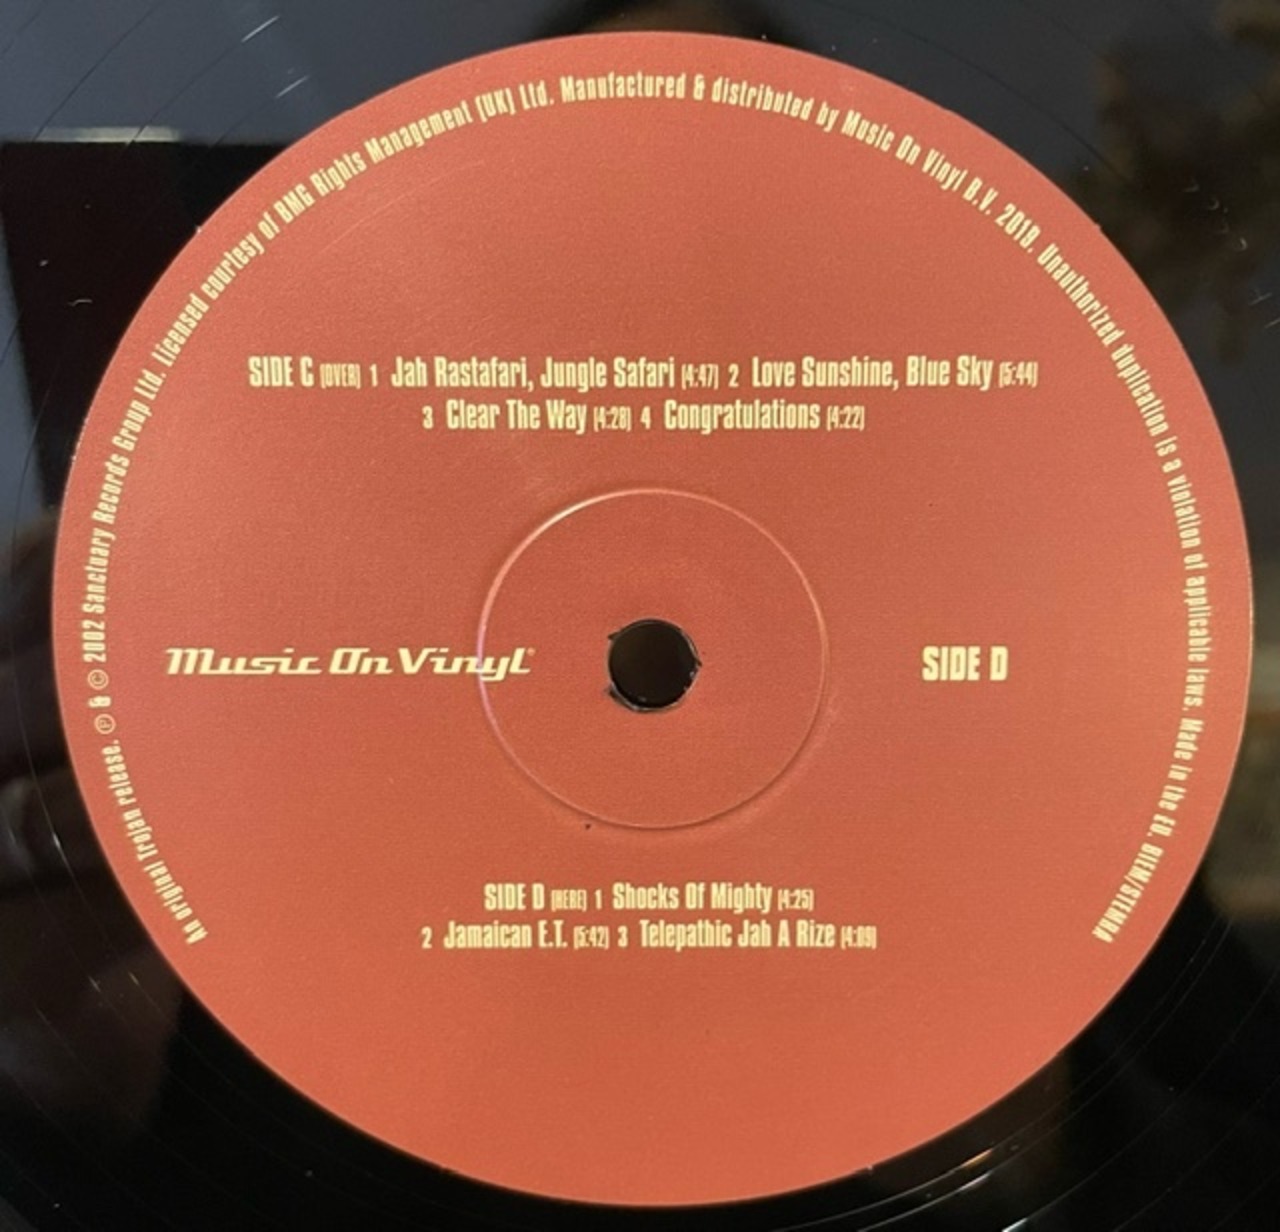 An original Trojan release. ℗ & © 2002 Sanctuary Records Group Ltd. Licensed courtesy of BMG Rights Management (UK) Ltd. Manufactured & distributed by Music On Vinyl B.V. 2019. Unauthorized duplication is a violation of applicable laws. Made in the EU. BIEM/STEMRA
SIDE C (OVER) 1 Jah Rastafari, Jungle Safari (4:47) 2 Love Sunshine, Blue Sky (5:44)
3 Clear The Way (4:28) 4 Congratulations (4:22)
Music On Vinyl®
SIDE D
SIDE D (HERE) 1 Shocks Of Mighty (4:25)
2 Jamaican E.T. (5:42) 3 Telepathic Jah A Rize (4:09)